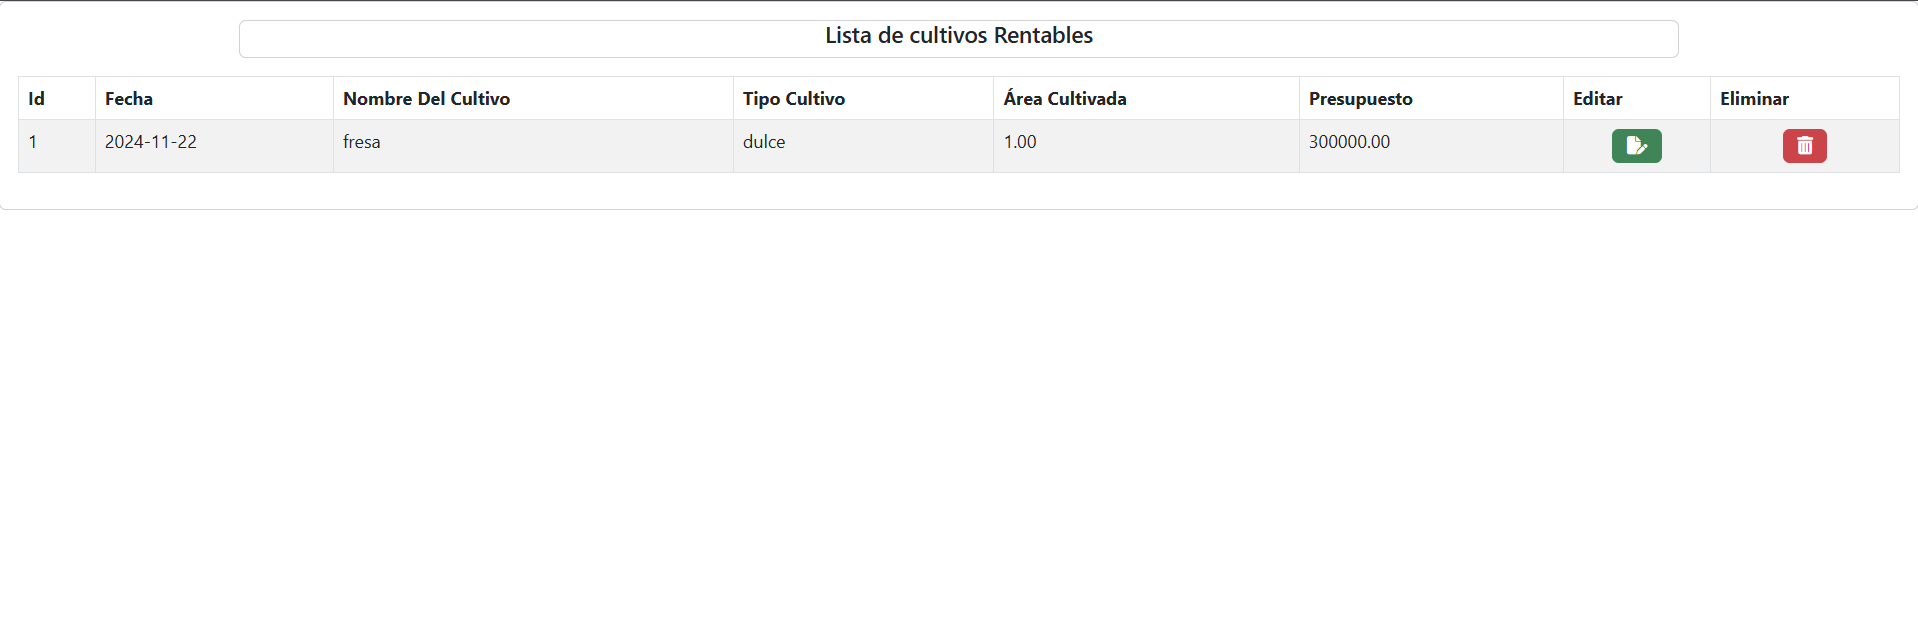 Lista de cultivos Rentables
Id Fecha Nombre Del Cultivo Tipo Cultivo Área Cultivada Presupuesto Editar Eliminar
1 2024-11-22 fresa dulce 1.00 300000.00